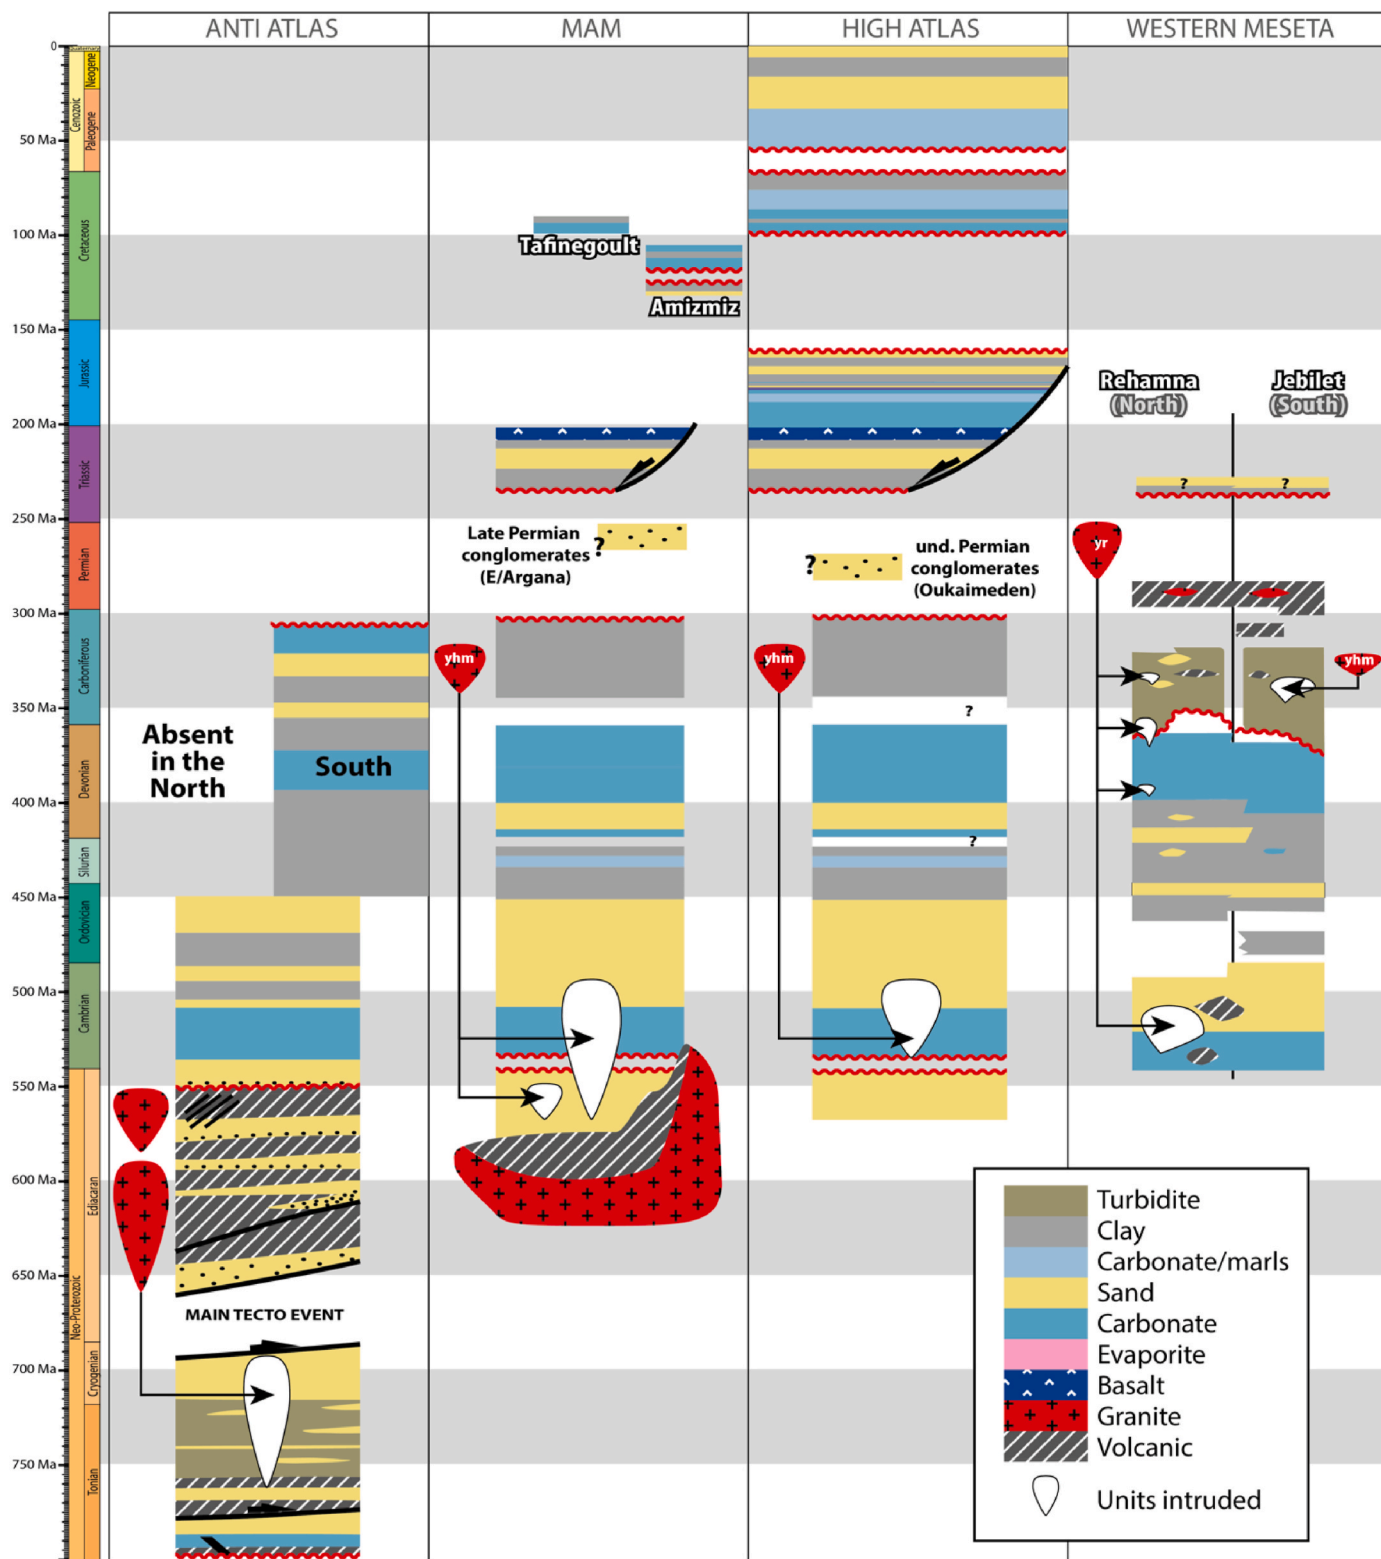 ANTI ATLAS
MAM
HIGH ATLAS
WESTERN MESETA
0
50 Ma
100 Ma
150 Ma
200 Ma
250 Ma
300 Ma
350 Ma
400 Ma
450 Ma
500 Ma
550 Ma
600 Ma
650 Ma
700 Ma
750 Ma
Cenozoic
Neogene
Paleogene
Cretaceous
Jurassic
Triassic
Permian
Carboniferous
Devonian
Silurian
Ordovician
Cambrian
Neo-Proterozoic
Ediacaran
Cryogenian
Tonian
Absent
in the
North
South
MAIN TECTO EVENT
Tafinegoult
Amizmiz
Late Permian
conglomerates
(E/Argana)
?
yhm
?
und. Permian
conglomerates
(Oukaimeden)
yhm
?
?
Rehamna
(North)
Jebilet
(South)
?
?
yr
yhm
Turbidite
Clay
Carbonate/marls
Sand
Carbonate
Evaporite
Basalt
Granite
Volcanic
Units intruded